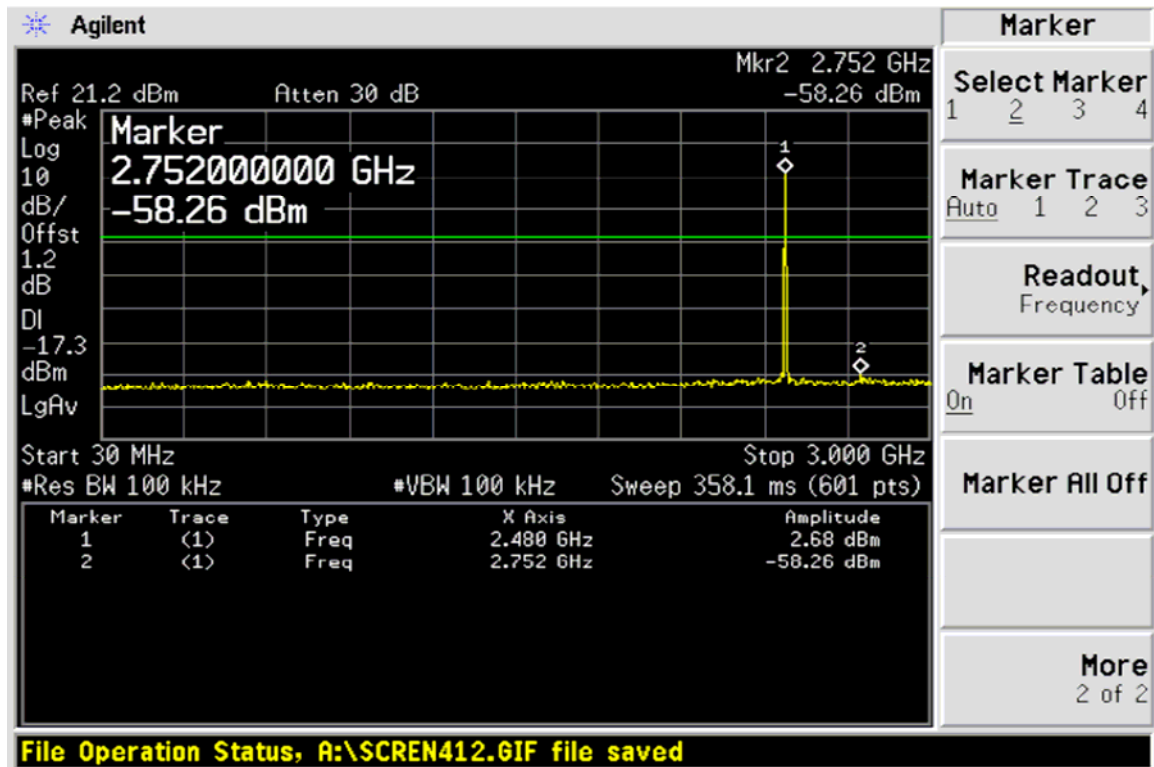 Agilent
Marker
Mkr2 2.752 GHz
Ref 21.2 dBm Atten 30 dB -58.26 dBm
#Peak
Log
10
dB/
Offst
1.2
dB
DI
-17.3
dBm
LgAv
Marker
2.752000000 GHz
-58.26 dBm
1
2
Start 30 MHz Stop 3.000 GHz
#Res BW 100 kHz #VBW 100 kHz Sweep 358.1 ms (601 pts)
Marker Trace Type X Axis Amplitude
1 (1) Freq 2.480 GHz 2.68 dBm
2 (1) Freq 2.752 GHz -58.26 dBm
Select Marker
1 2 3 4
Marker Trace
Auto 1 2 3
Readout
Frequency
Marker Table
On Off
Marker All Off
More
2 of 2
File Operation Status, A:\SCREN412.GIF file saved